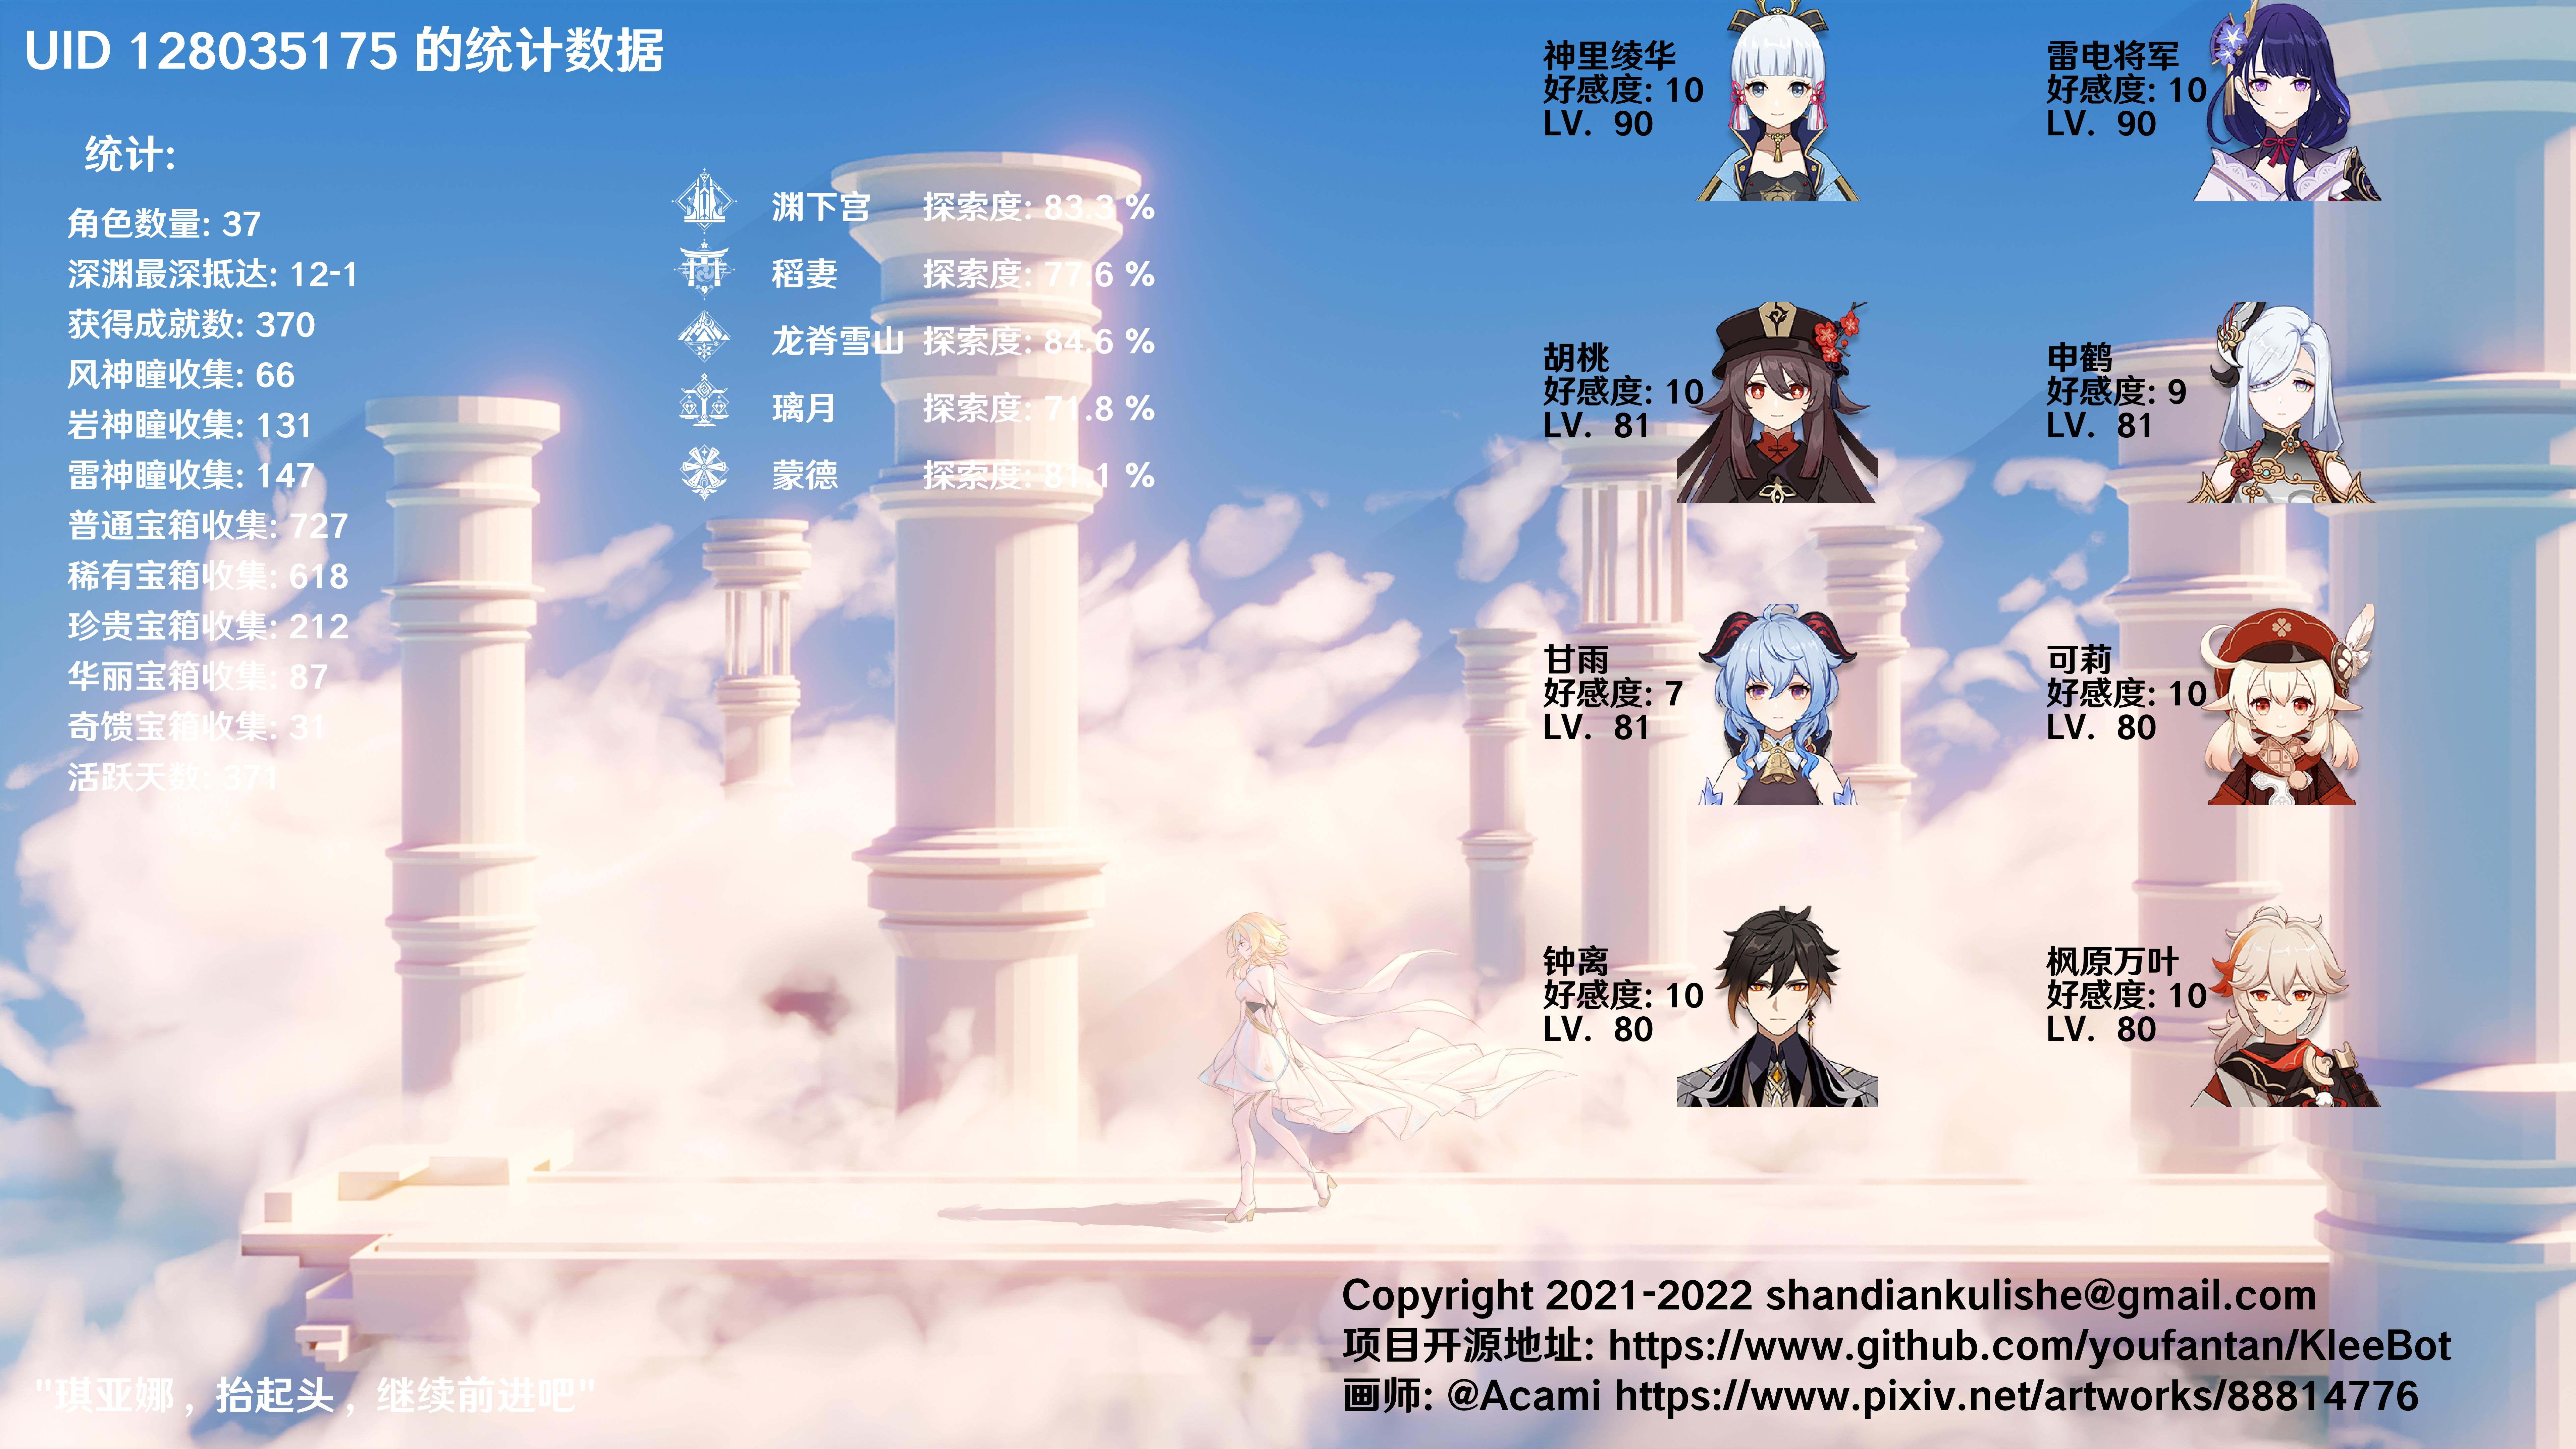 UID 128035175 的统计数据
统计:
角色数量: 37
深渊最深抵达: 12-1
获得成就数: 370
风神瞳收集: 66
岩神瞳收集: 131
雷神瞳收集: 147
普通宝箱收集: 727
稀有宝箱收集: 618
珍贵宝箱收集: 212
华丽宝箱收集: 87
奇馈宝箱收集: 31
活跃天数: 371
渊下宫 探索度: 83.3 %
稻妻 探索度: 77.6 %
龙脊雪山 探索度: 84.6 %
璃月 探索度: 71.8 %
蒙德 探索度: 81.1 %
神里绫华
好感度: 10
LV. 90
雷电将军
好感度: 10
LV. 90
胡桃
好感度: 10
LV. 81
申鹤
好感度: 9
LV. 81
甘雨
好感度: 7
LV. 81
可莉
好感度: 10
LV. 80
钟离
好感度: 10
LV. 80
枫原万叶
好感度: 10
LV. 80
"琪亚娜，抬起头，继续前进吧"
Copyright 2021-2022 shandiankulishe@gmail.com
项目开源地址: https://www.github.com/youfantan/KleeBot
画师: @Acami https://www.pixiv.net/artworks/88814776